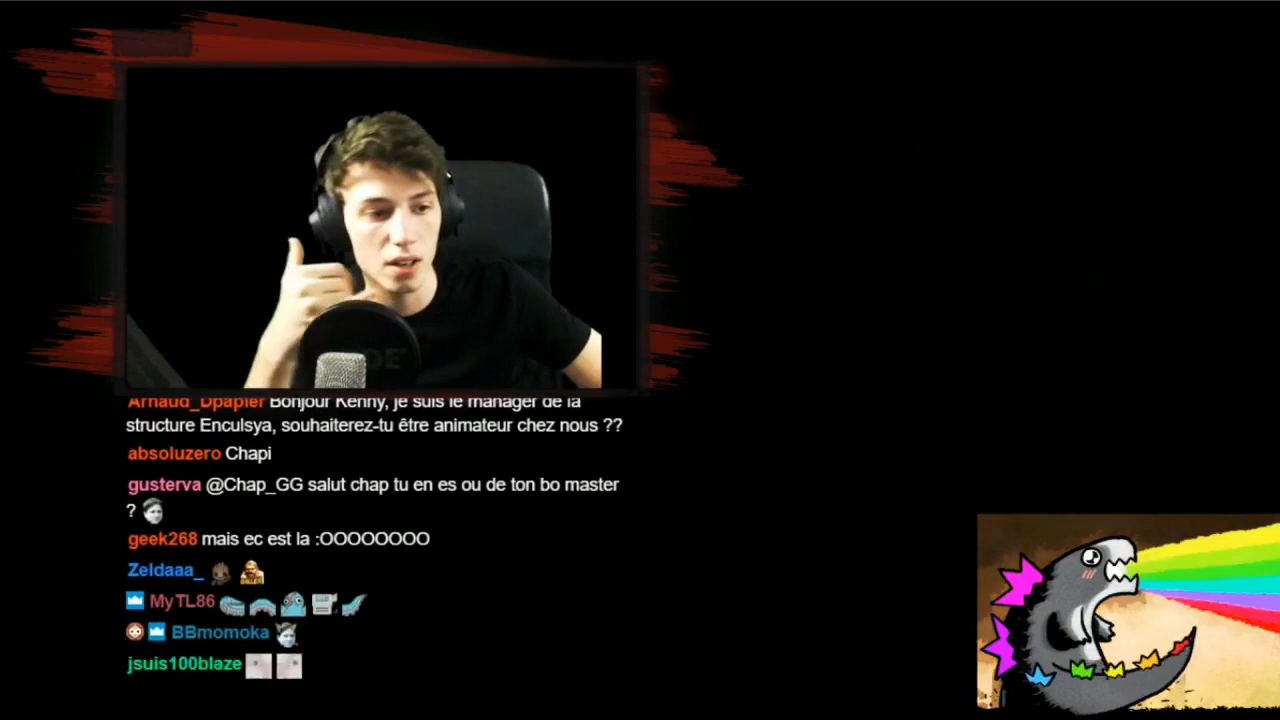 Arnaud_Dpapier Bonjour Kenny, je suis le manager de la
structure Enculsya, souhaiterez-tu être animateur chez nous ??
absoluzero Chapi
gusterva @Chap_GG salut chap tu en es ou de ton bo master
?
geek268 mais ec est la :OOOOOOOO
Zeldaaa_
MyTL86
BBmomoka
jsuis100blaze